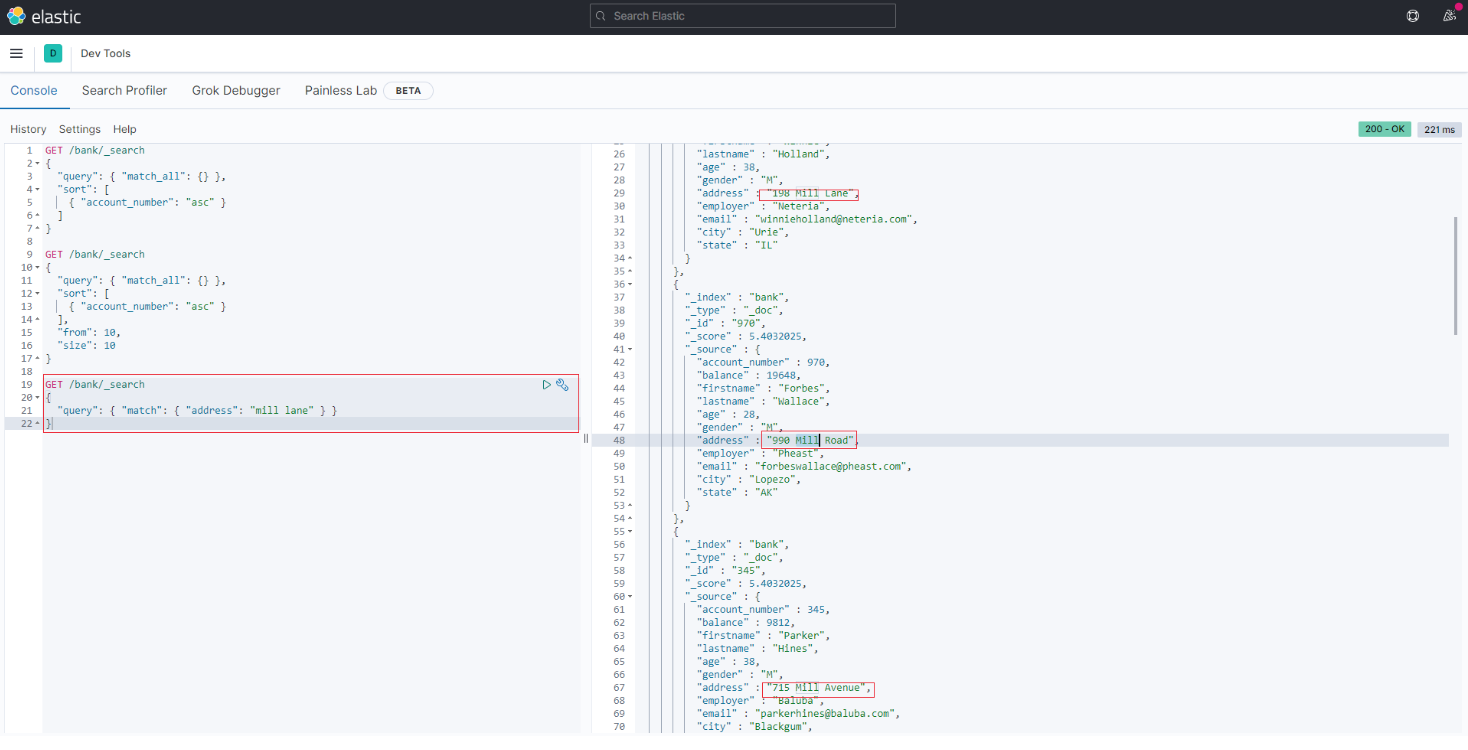 elastic
Search Elastic
D
Dev Tools
Console
Search Profiler
Grok Debugger
Painless Lab
BETA
History
Settings
Help
200 - OK
221 ms
1 GET /bank/_search
2 {
3 "query": { "match_all": {} },
4 "sort": [
5 { "account_number": "asc" }
6 ]
7 }
8
9 GET /bank/_search
10 {
11 "query": { "match_all": {} },
12 "sort": [
13 { "account_number": "asc" }
14 ],
15 "from": 10,
16 "size": 10
17 }
18
19 GET /bank/_search
20 {
21 "query": { "match": { "address": "mill lane" } }
22 }
26 "lastname" : "Holland",
27 "age" : 38,
28 "gender" : "M",
29 "address" : "198 Mill Lane",
30 "employer" : "Neteria",
31 "email" : "winnieholland@neteria.com",
32 "city" : "Urie",
33 "state" : "IL"
34 }
35 },
36 {
37 "_index" : "bank",
38 "_type" : "_doc",
39 "_id" : "970",
40 "_score" : 5.4032025,
41 "_source" : {
42 "account_number" : 970,
43 "balance" : 19648,
44 "firstname" : "Forbes",
45 "lastname" : "Wallace",
46 "age" : 28,
47 "gender" : "M",
48 "address" : "990 Mill Road",
49 "employer" : "Pheast",
50 "email" : "forbeswallace@pheast.com",
51 "city" : "Lopezo",
52 "state" : "AK"
53 }
54 },
55 {
56 "_index" : "bank",
57 "_type" : "_doc",
58 "_id" : "345",
59 "_score" : 5.4032025,
60 "_source" : {
61 "account_number" : 345,
62 "balance" : 9812,
63 "firstname" : "Parker",
64 "lastname" : "Hines",
65 "age" : 38,
66 "gender" : "M",
67 "address" : "715 Mill Avenue",
68 "employer" : "Baluba",
69 "email" : "parkerhines@baluba.com",
70 "city" : "Blackgum",